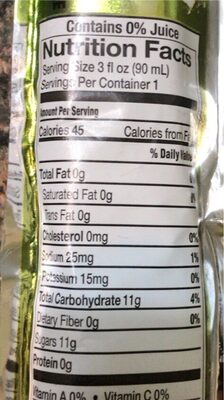 Contains 0% Juice
Nutrition Facts
Serving Size 3 fl oz (90 mL)
Servings Per Container 1
Amount Per Serving
Calories 45 Calories from
% Daily
Total Fat 0g
Saturated Fat 0g
Trans Fat 0g
Cholesterol 0mg 0%
Sodium 25mg 1%
Potassium 15mg 0%
Total Carbohydrate 11g 4%
Dietary Fiber 0g 0%
Sugars 11g
Protein 0g
Vitamin A 0% • Vitamin C 0%